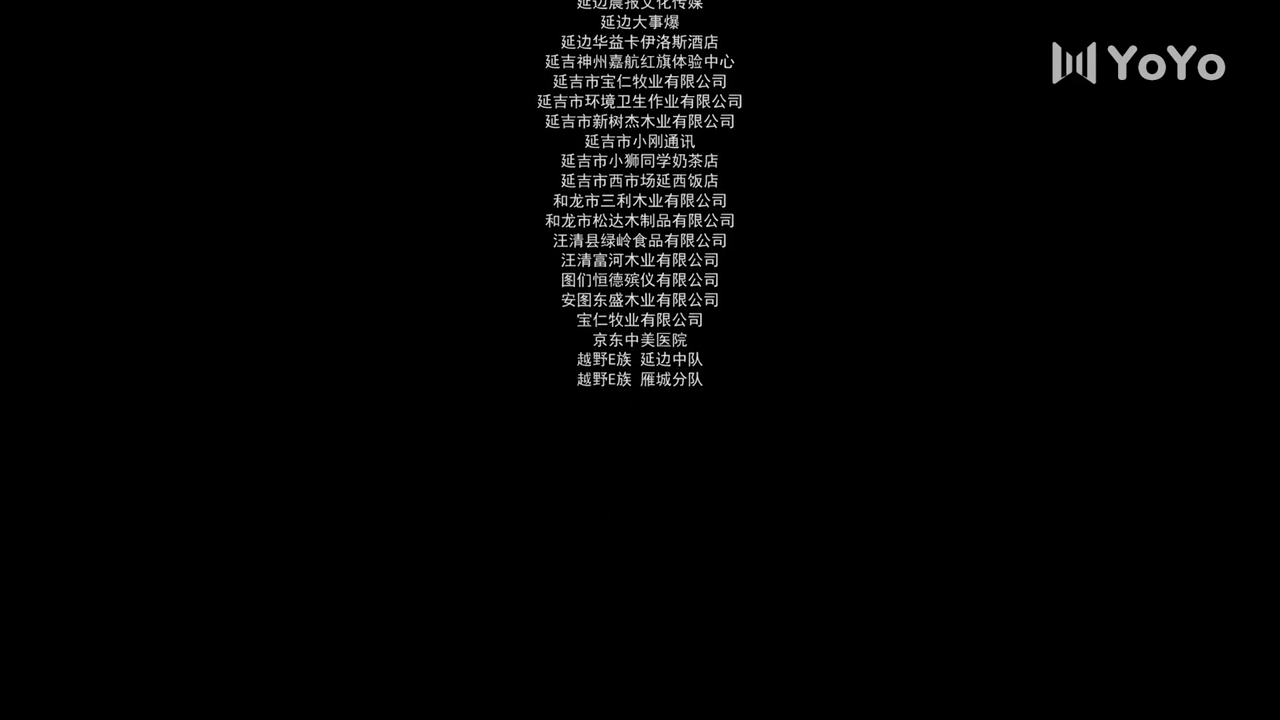 延边晨报文化传媒
延边大事爆
延边华益卡伊洛斯酒店
延吉神州嘉航红旗体验中心
延吉市宝仁牧业有限公司
延吉市环境卫生作业有限公司
延吉市新树杰木业有限公司
延吉市小刚通讯
延吉市小狮同学奶茶店
延吉市西市场延西饭店
和龙市三利木业有限公司
和龙市松达木制品有限公司
汪清县绿岭食品有限公司
汪清富河木业有限公司
图们恒德殡仪有限公司
安图东盛木业有限公司
宝仁牧业有限公司
京东中美医院
越野E族 延边中队
越野E族 雁城分队
YoYo